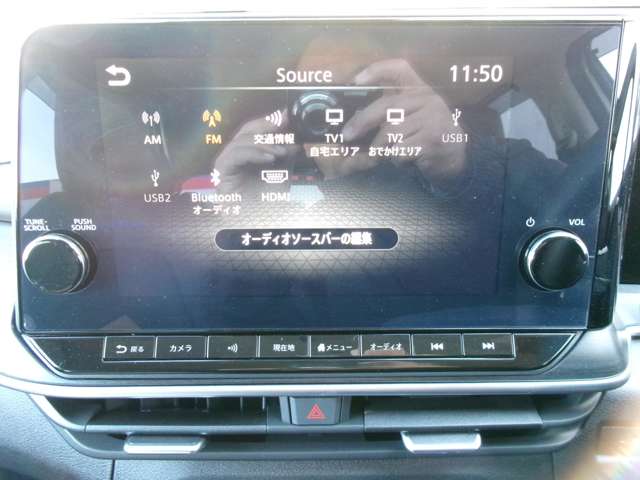 Source 11:50
AM FM 交通情報 TV1 TV2 USB1
自宅エリア おでかけエリア
USB2 Bluetooth HDMI
オーディオ
オーディオソースバーの編集
TUNE・ PUSH VOL
SCROLL SOUND
戻る カメラ 現在地 メニュー オーディオ